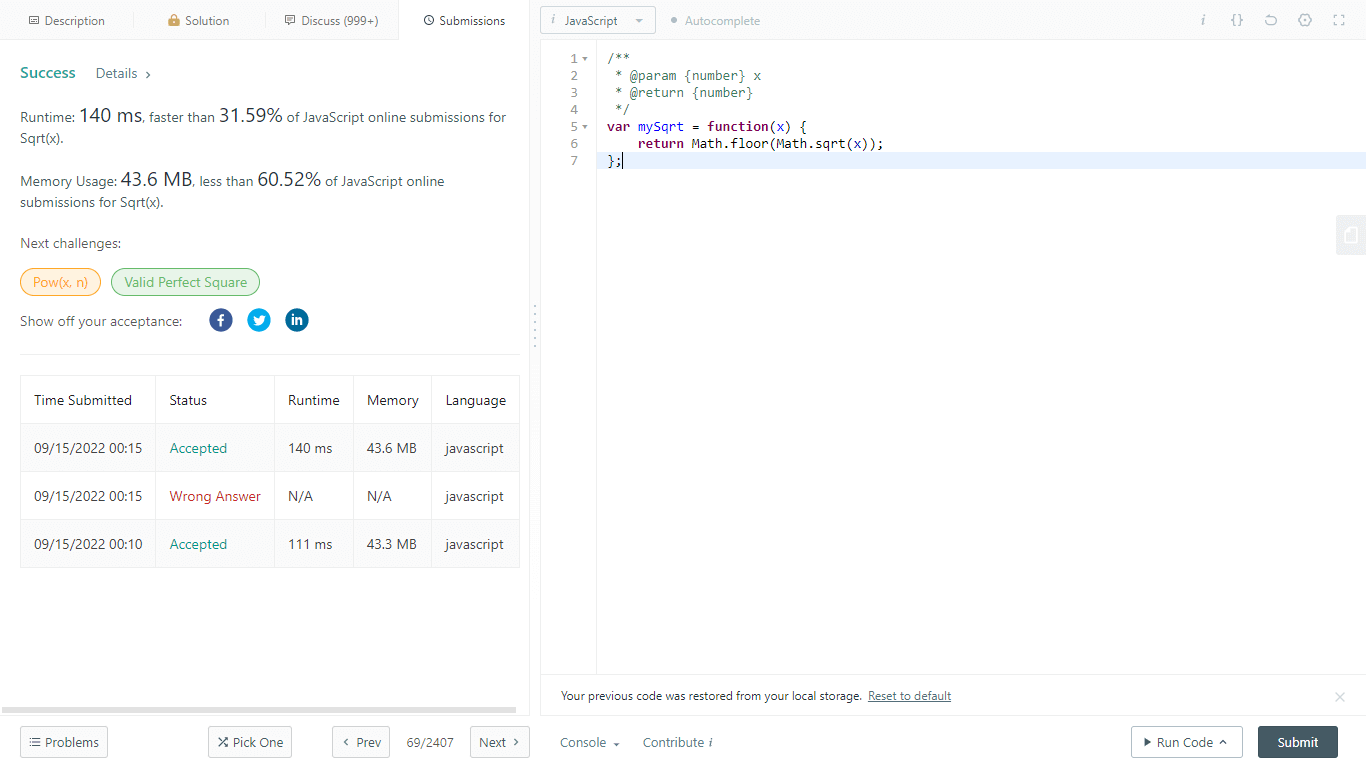 Description
Solution
Discuss (999+)
Submissions
Success
Details
Runtime: 140 ms, faster than 31.59% of JavaScript online submissions for
Sqrt(x).
Memory Usage: 43.6 MB, less than 60.52% of JavaScript online
submissions for Sqrt(x).
Next challenges:
Pow(x, n)
Valid Perfect Square
Show off your acceptance:
Time Submitted Status Runtime Memory Language
09/15/2022 00:15 Accepted 140 ms 43.6 MB javascript
09/15/2022 00:15 Wrong Answer N/A N/A javascript
09/15/2022 00:10 Accepted 111 ms 43.3 MB javascript
Problems
Pick One
Prev
69/2407
Next
i JavaScript
Autocomplete
i {}
1 /**
2 * @param {number} x
3 * @return {number}
4 */
5 var mySqrt = function(x) {
6 return Math.floor(Math.sqrt(x));
7 };
Your previous code was restored from your local storage. Reset to default
Console
Contribute i
Run Code
Submit